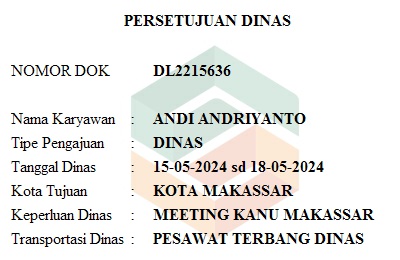 PERSETUJUAN DINAS
NOMOR DOK DL2215636
Nama Karyawan : ANDI ANDRIYANTO
Tipe Pengajuan : DINAS
Tanggal Dinas : 15-05-2024 sd 18-05-2024
Kota Tujuan : KOTA MAKASSAR
Keperluan Dinas : MEETING KANU MAKASSAR
Transportasi Dinas : PESAWAT TERBANG DINAS